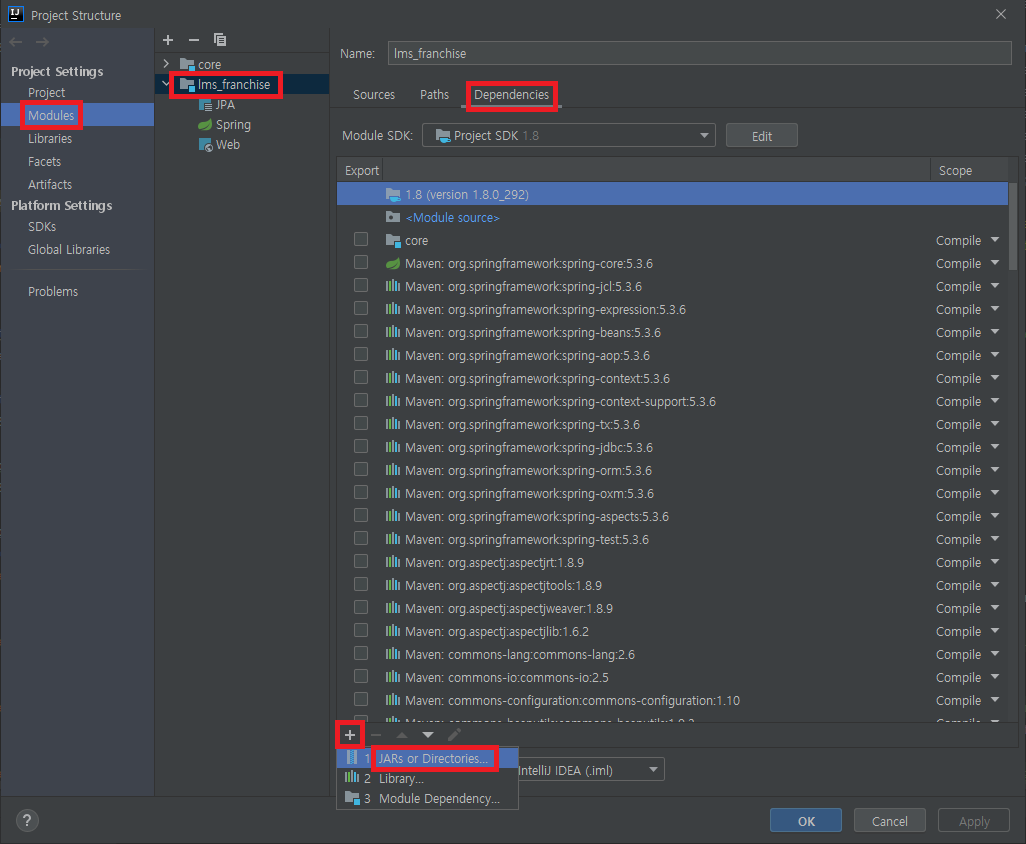 Project Structure
Project Settings
Project
Modules
Libraries
Facets
Artifacts
Platform Settings
SDKs
Global Libraries
Problems
core
lms_franchise
JPA
Spring
Web
Name: lms_franchise
Sources Paths Dependencies
Module SDK: Project SDK 1.8 Edit
Export Scope
1.8 (version 1.8.0_292)
<Module source>
core Compile
Maven: org.springframework:spring-core:5.3.6 Compile
Maven: org.springframework:spring-jcl:5.3.6 Compile
Maven: org.springframework:spring-expression:5.3.6 Compile
Maven: org.springframework:spring-beans:5.3.6 Compile
Maven: org.springframework:spring-aop:5.3.6 Compile
Maven: org.springframework:spring-context:5.3.6 Compile
Maven: org.springframework:spring-context-support:5.3.6 Compile
Maven: org.springframework:spring-tx:5.3.6 Compile
Maven: org.springframework:spring-jdbc:5.3.6 Compile
Maven: org.springframework:spring-orm:5.3.6 Compile
Maven: org.springframework:spring-oxm:5.3.6 Compile
Maven: org.springframework:spring-aspects:5.3.6 Compile
Maven: org.springframework:spring-test:5.3.6 Compile
Maven: org.aspectj:aspectjrt:1.8.9 Compile
Maven: org.aspectj:aspectjtools:1.8.9 Compile
Maven: org.aspectj:aspectjweaver:1.8.9 Compile
Maven: org.aspectj:aspectjlib:1.6.2 Compile
Maven: commons-lang:commons-lang:2.6 Compile
Maven: commons-io:commons-io:2.5 Compile
Maven: commons-configuration:commons-configuration:1.10 Compile
1 JARs or Directories...
2 Library...
3 Module Dependency...
IntelliJ IDEA (.iml)
? OK Cancel Apply